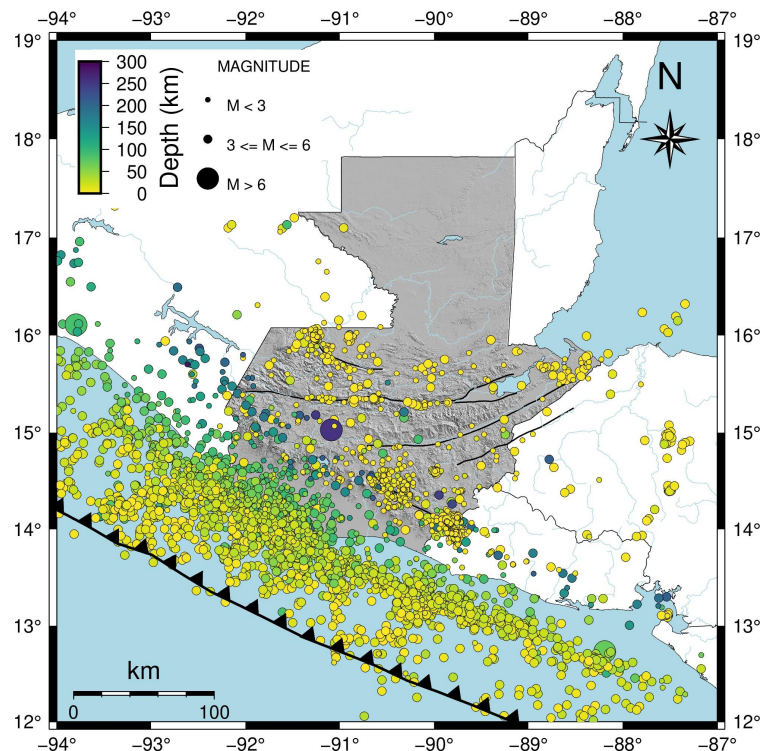 −94° −93° −92° −91° −90° −89° −88° −87°
19° 19°
300
250
200
150
100
50
0
Depth (km)
MAGNITUDE
M < 3
3 <= M <= 6
M > 6
N
18° 18°
17° 17°
16° 16°
15° 15°
14° 14°
13° 13°
km
0 100
12° 12°
−94° −93° −92° −91° −90° −89° −88° −87°